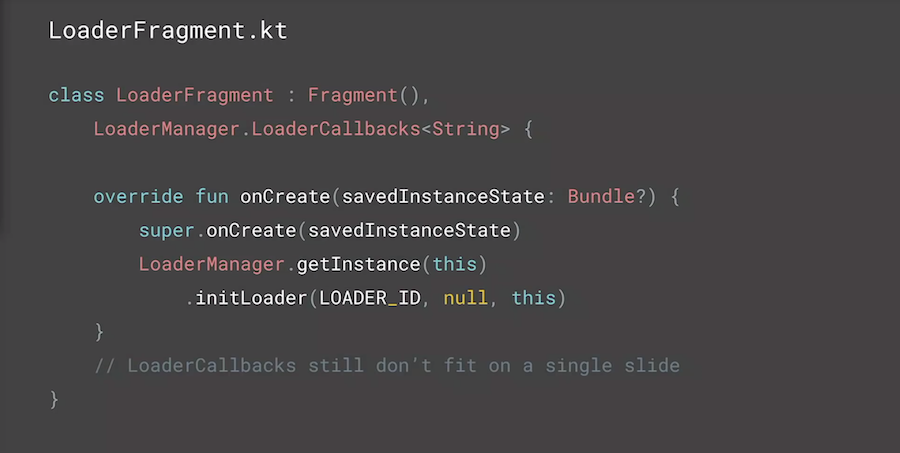 LoaderFragment.kt
class LoaderFragment : Fragment(),
LoaderManager.LoaderCallbacks<String> {
override fun onCreate(savedInstanceState: Bundle?) {
super.onCreate(savedInstanceState)
LoaderManager.getInstance(this)
.initLoader(LOADER_ID, null, this)
}
// LoaderCallbacks still don’t fit on a single slide
}